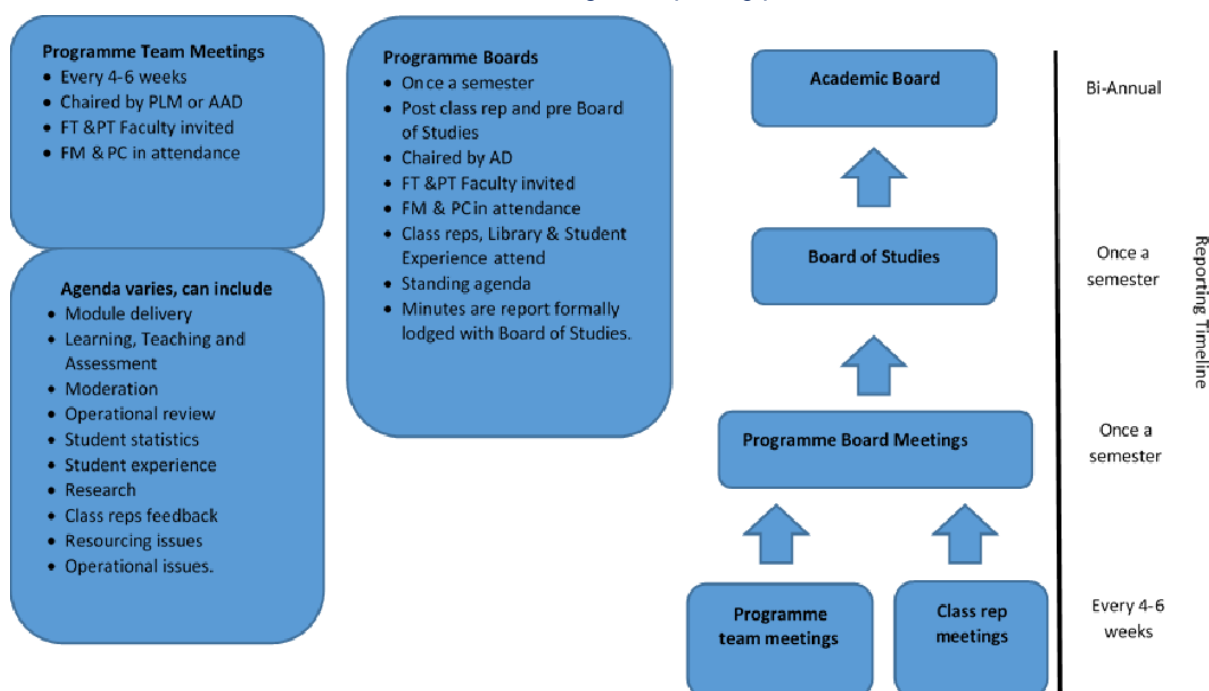 Programme Team Meetings
• Every 4-6 weeks
• Chaired by PLM or AAD
• FT &PT Faculty invited
• FM & PC in attendance
Agenda varies, can include
• Module delivery
• Learning, Teaching and
Assessment
• Moderation
• Operational review
• Student statistics
• Student experience
• Research
• Class reps feedback
• Resourcing issues
• Operational issues.
Programme Boards
• Once a semester
• Post class rep and pre Board
of Studies
• Chaired by AD
• FT &PT Faculty invited
• FM & PC in attendance
• Class reps, Library & Student
Experience attend
• Standing agenda
• Minutes are report formally
lodged with Board of Studies.
Academic Board
Board of Studies
Programme Board Meetings
Programme
team meetings
Class rep
meetings
Bi-Annual
Once a
semester
Once a
semester
Every 4-6
weeks
Reporting Timeline